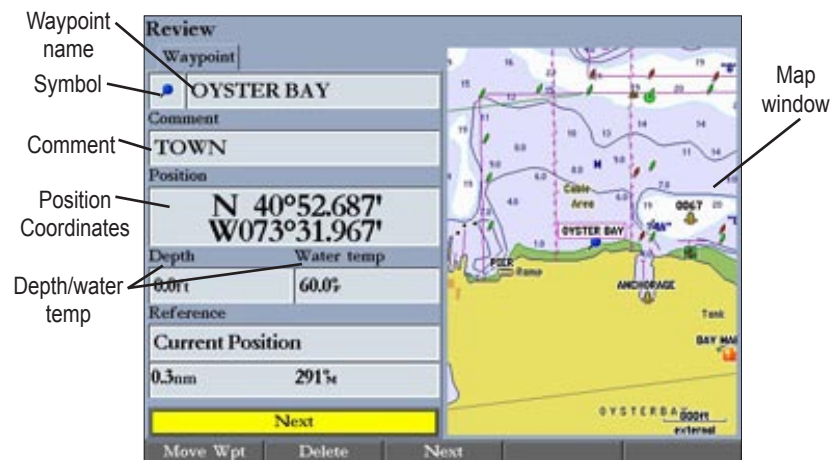 Waypoint
name
Symbol
Comment
Position
Coordinates
Depth/water
temp
Map
window
Review
Waypoint
OYSTER BAY
Comment
TOWN
Position
N 40°52.687'
W073°31.967'
Depth Water temp
0.0ft 60.0°F
Reference
Current Position
0.3nm 291°M
Next
Move Wpt Delete Next
Cable
Area
0067
OYSTER BAY
PIER
Ramp
ANCHORAGE
Tank
OYSTERBA
external